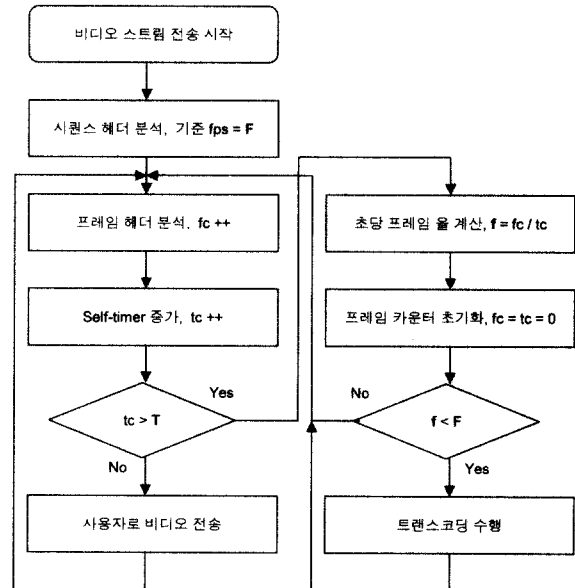 비디오 스트림 전송 시작
시퀀스 헤더 분석, 기준 fps = F
프레임 헤더 분석, fc ++
Self-timer 증가, tc ++
Yes
tc > T
No
사용자로 비디오 전송
초당 프레임 율 계산, f = fc / tc
프레임 카운터 초기화, fc = tc = 0
No
f < F
Yes
트랜스코딩 수행